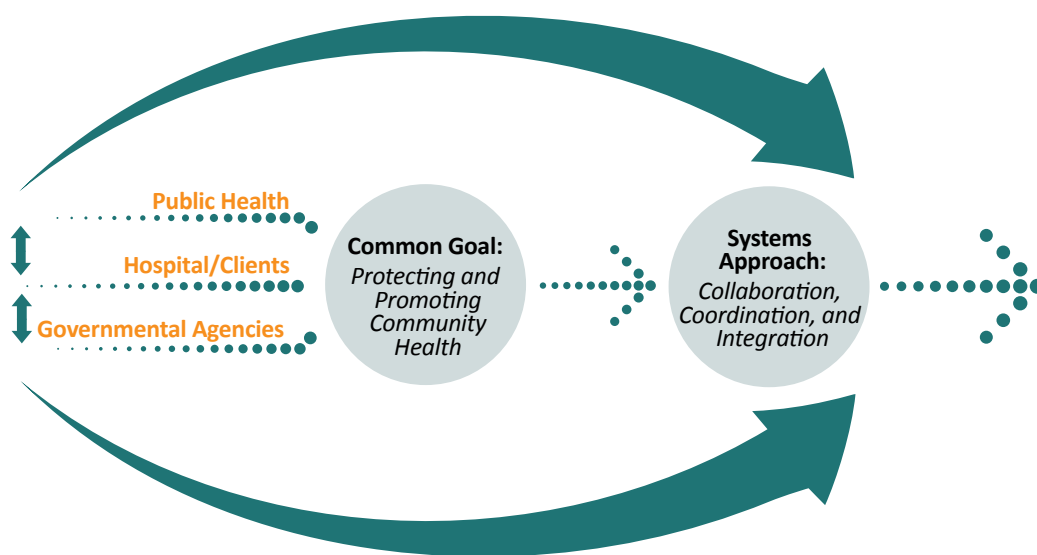 Public Health
Hospital/Clients
Governmental Agencies
Common Goal:
Protecting and
Promoting
Community
Health
Systems
Approach:
Collaboration,
Coordination, and
Integration